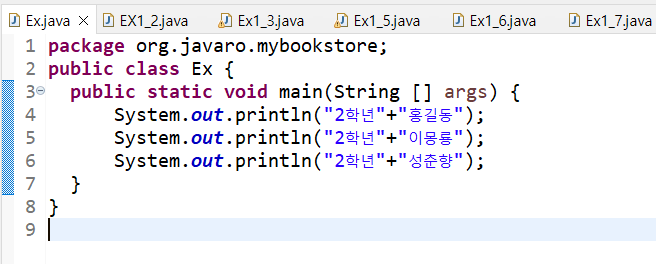 Ex.java EX1_2.java Ex1_3.java Ex1_5.java Ex1_6.java Ex1_7.java
1 package org.javaro.mybookstore;
2 public class Ex {
3 public static void main(String [] args) {
4 System.out.println("2학년"+"홍길동");
5 System.out.println("2학년"+"이몽룡");
6 System.out.println("2학년"+"성춘향");
7 }
8 }
9